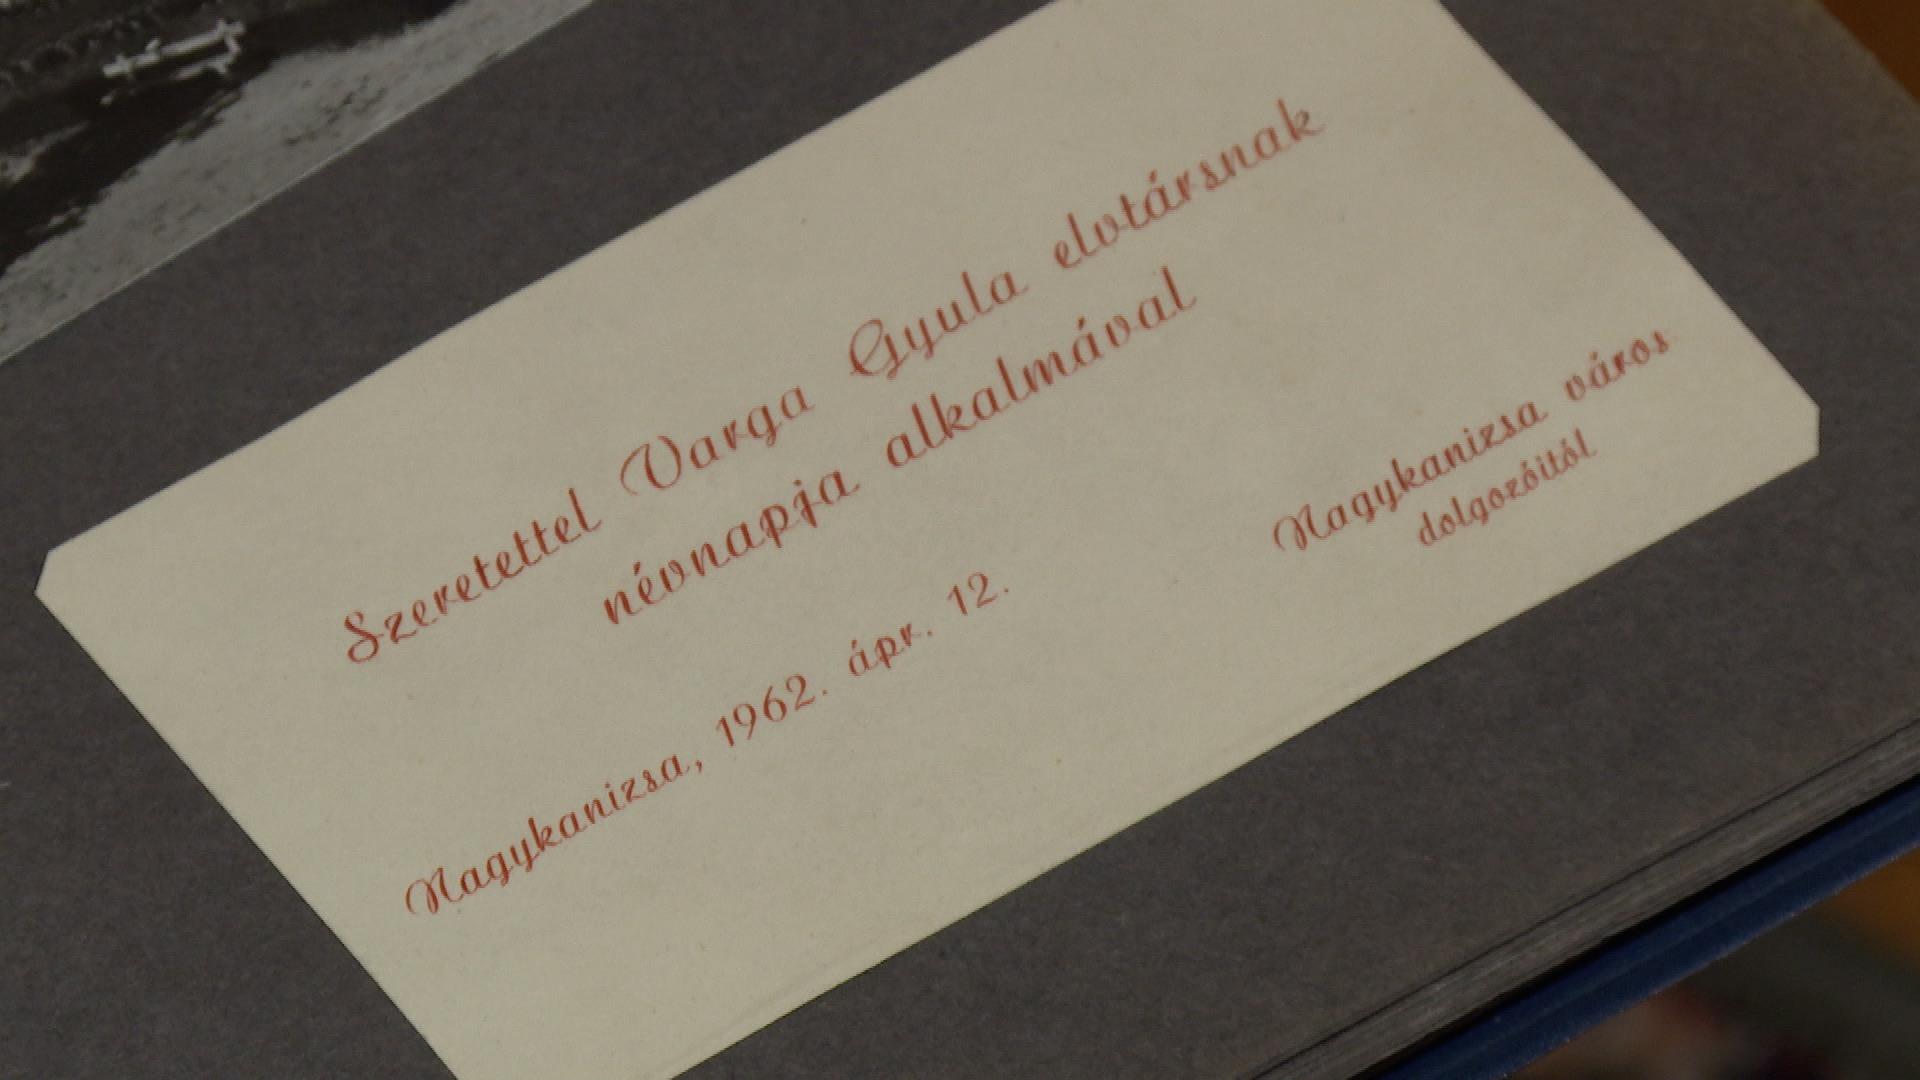 Szeretettel Varga Gyula elvtársnak
névnapja alkalmával
Nagykanizsa, 1962. ápr. 12.
Nagykanizsa város
dolgozóitól